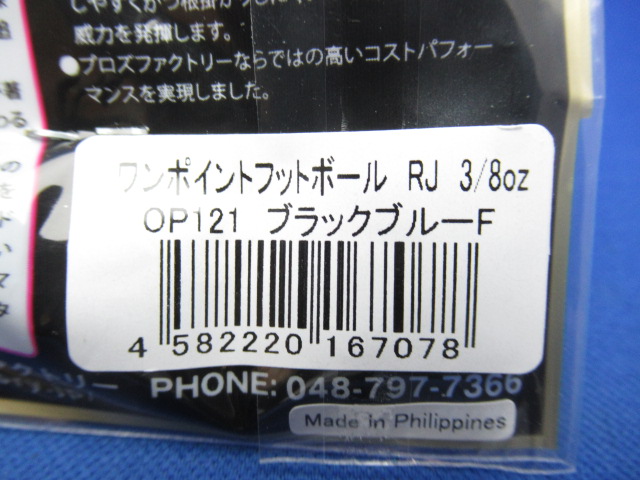 しやすくかつ根掛かりしにくく
威力を発揮します。
●プロズファクトリーならではの高いコストパフォー
マンスを実現しました。
ワンポイントフットボール RJ 3/8oz
OP121 ブラックブルーF
4 582220 167078
PHONE: 048-797-7366
Made in Philippines